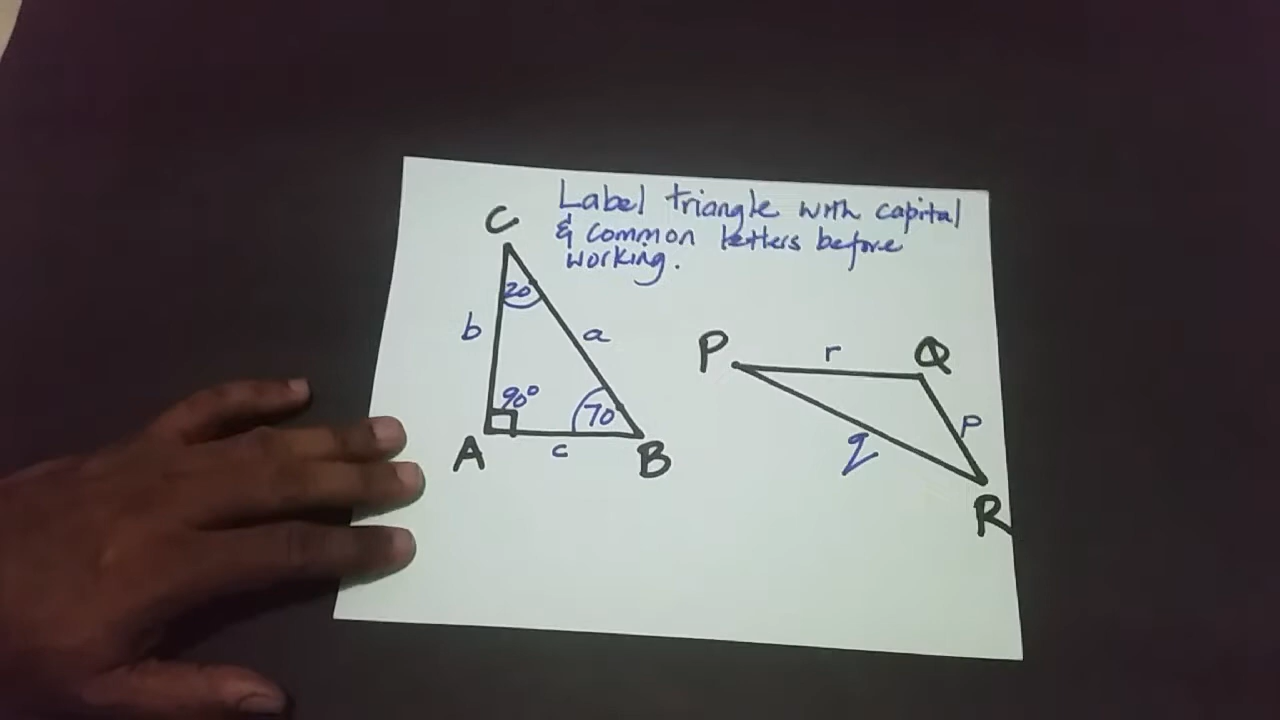 Label triangle with capital
& common letters before
working.
C
20
b
a
90°
70
A
c
B
P
r
Q
p
q
R